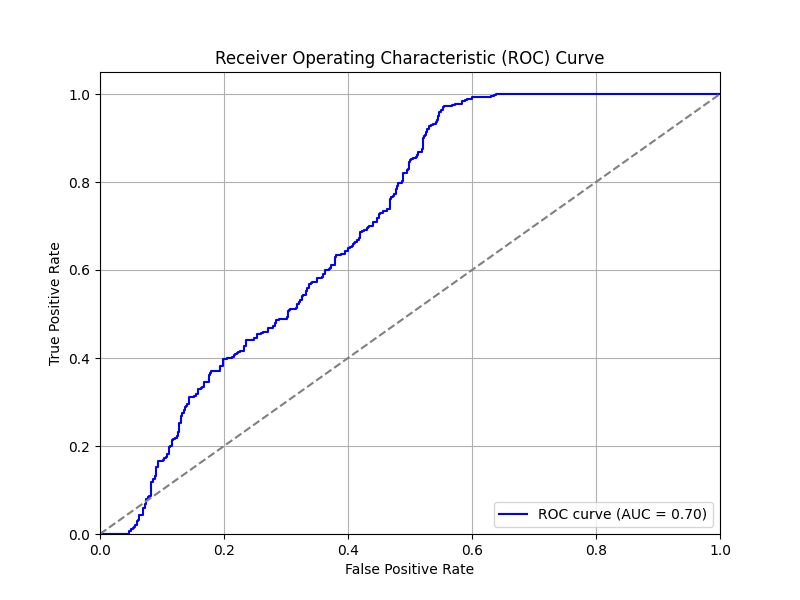 Receiver Operating Characteristic (ROC) Curve
True Positive Rate
1.0
0.8
0.6
0.4
0.2
0.0
ROC curve (AUC = 0.70)
0.0 0.2 0.4 0.6 0.8 1.0
False Positive Rate